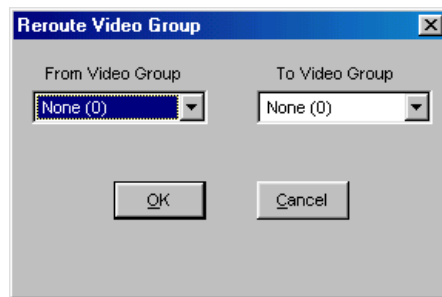 Reroute Video Group
From Video Group To Video Group
None (0) None (0)
OK Cancel